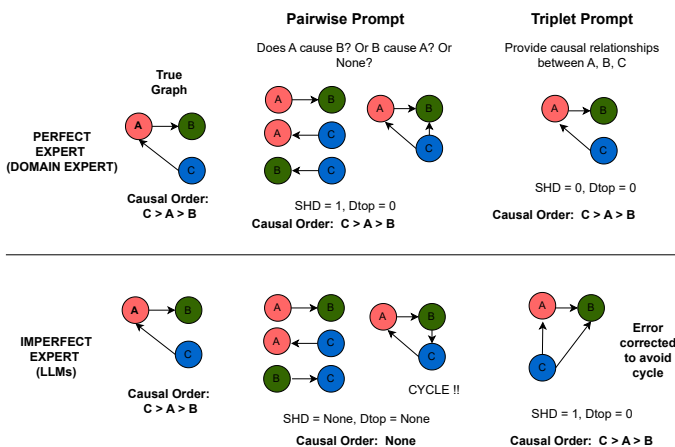 Pairwise Prompt
Triplet Prompt
Does A cause B? Or B cause A? Or
None?
Provide causal relationships
between A, B, C
True
Graph
PERFECT
EXPERT
(DOMAIN EXPERT)
A
B
C
Causal Order:
C > A > B
A
B
A
C
B
C
A
B
C
SHD = 1, Dtop = 0
Causal Order: C > A > B
A
B
C
SHD = 0, Dtop = 0
Causal Order: C > A > B
IMPERFECT
EXPERT
(LLMs)
A
B
C
Causal Order:
C > A > B
A
B
A
C
B
C
A
B
C
CYCLE !!
SHD = None, Dtop = None
Causal Order: None
A
B
C
Error
corrected
to avoid
cycle
SHD = 1, Dtop = 0
Causal Order: C > A > B